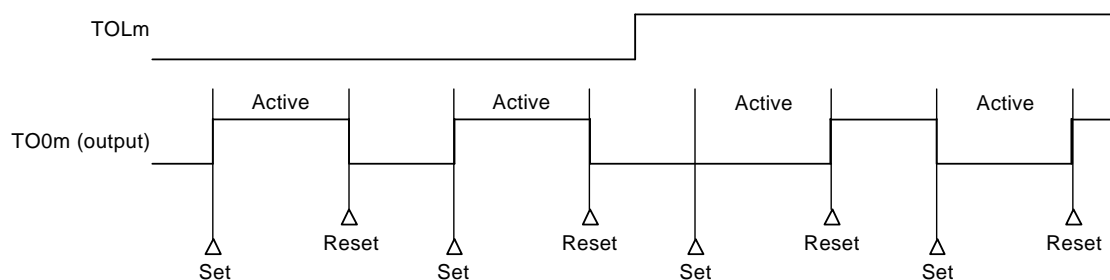 TOLm
Active
Active
Active
Active
TO0m (output)
Reset
Reset
Reset
Reset
Set
Set
Set
Set